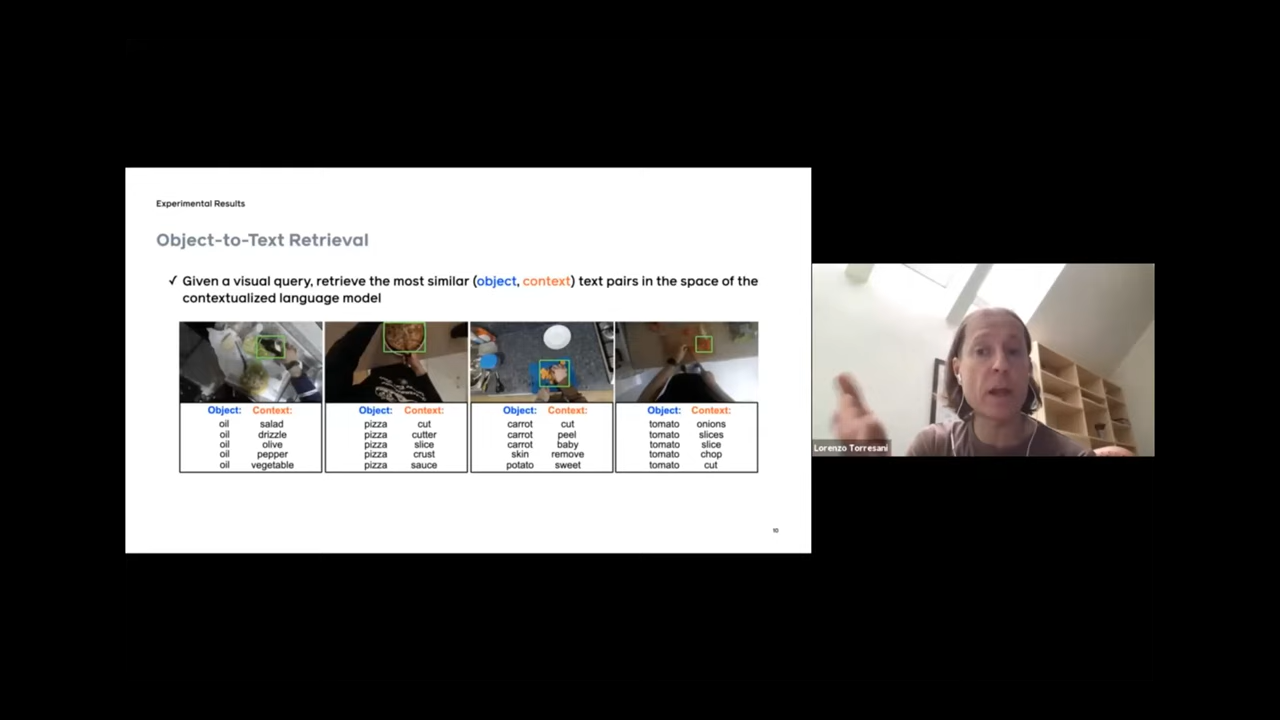 Experimental Results
Object-to-Text Retrieval
✓ Given a visual query, retrieve the most similar (object, context) text pairs in the space of the
contextualized language model
Object: Context:
oil salad
oil drizzle
oil olive
oil pepper
oil vegetable
Object: Context:
pizza cut
pizza cutter
pizza slice
pizza crust
pizza sauce
Object: Context:
carrot cut
carrot peel
carrot baby
skin remove
potato sweet
Object: Context:
tomato onions
tomato slices
tomato slice
tomato chop
tomato cut
10
Lorenzo Torresani